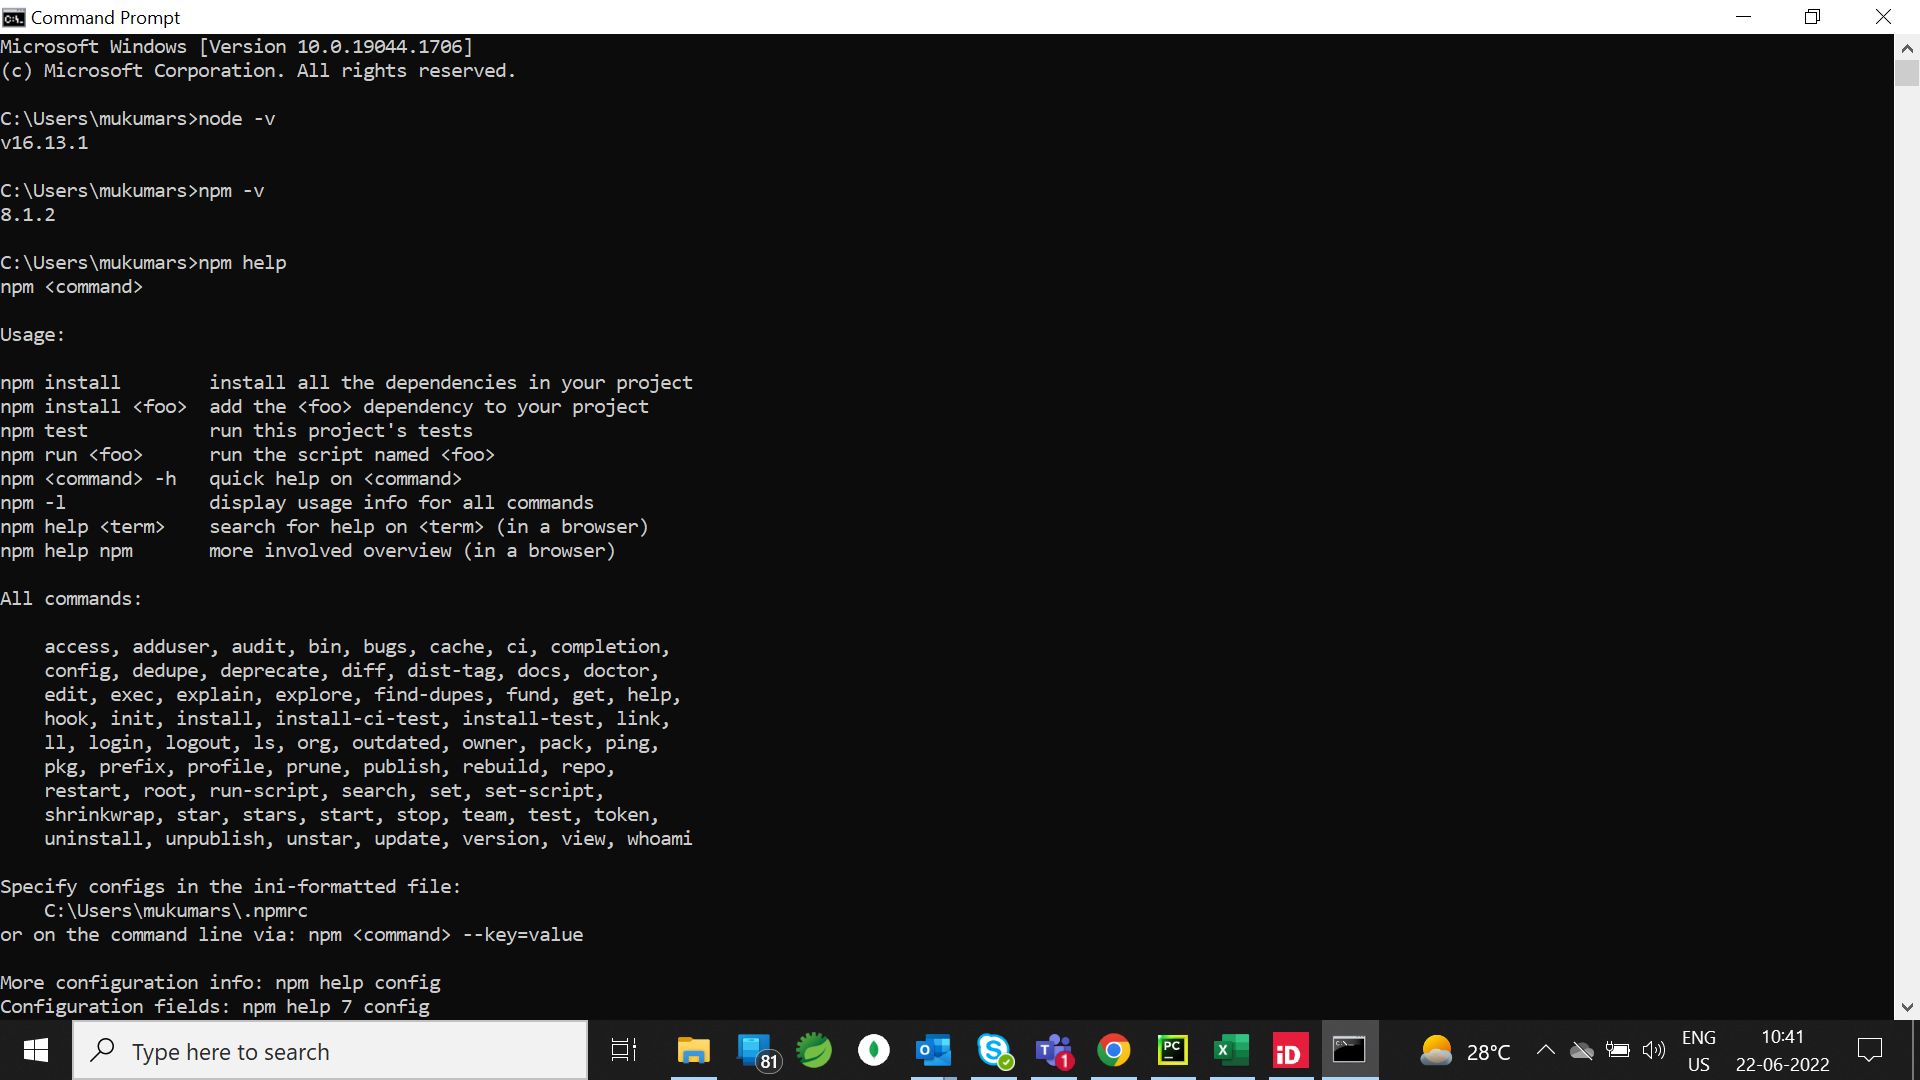 Command Prompt
Microsoft Windows [Version 10.0.19044.1706]
(c) Microsoft Corporation. All rights reserved.
C:\Users\mukumars>node -v
v16.13.1
C:\Users\mukumars>npm -v
8.1.2
C:\Users\mukumars>npm help
npm <command>
Usage:
npm install        install all the dependencies in your project
npm install <foo>  add the <foo> dependency to your project
npm test           run this project's tests
npm run <foo>      run the script named <foo>
npm <command> -h   quick help on <command>
npm -l             display usage info for all commands
npm help <term>    search for help on <term> (in a browser)
npm help npm       more involved overview (in a browser)
All commands:
    access, adduser, audit, bin, bugs, cache, ci, completion,
    config, dedupe, deprecate, diff, dist-tag, docs, doctor,
    edit, exec, explain, explore, find-dupes, fund, get, help,
    hook, init, install, install-ci-test, install-test, link,
    ll, login, logout, ls, org, outdated, owner, pack, ping,
    pkg, prefix, profile, prune, publish, rebuild, repo,
    restart, root, run-script, search, set, set-script,
    shrinkwrap, star, stars, start, stop, team, test, token,
    uninstall, unpublish, unstar, update, version, view, whoami
Specify configs in the ini-formatted file:
    C:\Users\mukumars\.npmrc
or on the command line via: npm <command> --key=value
More configuration info: npm help config
Configuration fields: npm help 7 config
Type here to search
81
1
PC
iD
28°C
ENG
US
10:41
22-06-2022